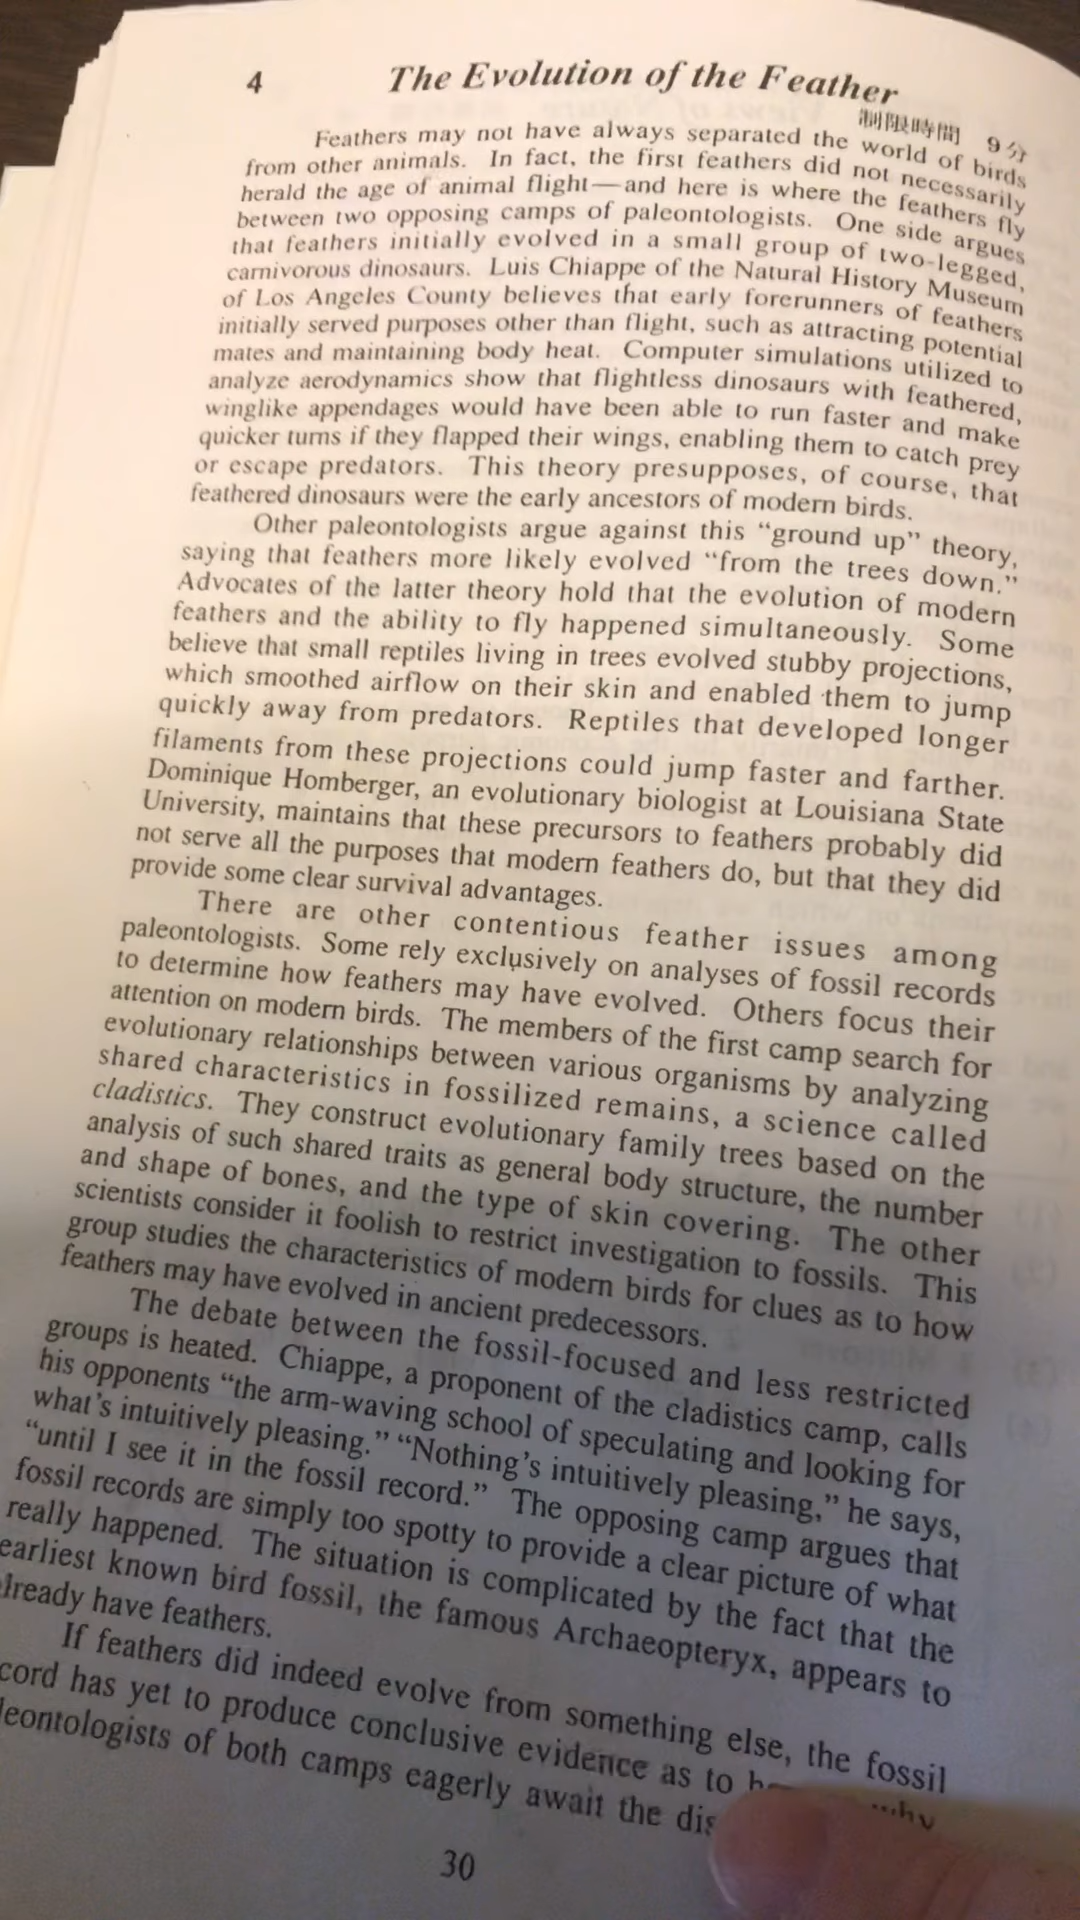 4 The Evolution of the Feather
制限時間 9分
Feathers may not have always separated the world of birds
from other animals. In fact, the first feathers did not necessarily
herald the age of animal flight—and here is where the feathers fly
between two opposing camps of paleontologists. One side argues
that feathers initially evolved in a small group of two-legged,
carnivorous dinosaurs. Luis Chiappe of the Natural History Museum
of Los Angeles County believes that early forerunners of feathers
initially served purposes other than flight, such as attracting potential
mates and maintaining body heat. Computer simulations utilized to
analyze aerodynamics show that flightless dinosaurs with feathered,
winglike appendages would have been able to run faster and make
quicker turns if they flapped their wings, enabling them to catch prey
or escape predators. This theory presupposes, of course, that
feathered dinosaurs were the early ancestors of modern birds.
Other paleontologists argue against this “ground up” theory,
saying that feathers more likely evolved “from the trees down.”
Advocates of the latter theory hold that the evolution of modern
feathers and the ability to fly happened simultaneously. Some
believe that small reptiles living in trees evolved stubby projections,
which smoothed airflow on their skin and enabled them to jump
quickly away from predators. Reptiles that developed longer
filaments from these projections could jump faster and farther.
Dominique Homberger, an evolutionary biologist at Louisiana State
University, maintains that these precursors to feathers probably did
not serve all the purposes that modern feathers do, but that they did
provide some clear survival advantages.
There are other contentious feather issues among
paleontologists. Some rely exclusively on analyses of fossil records
to determine how feathers may have evolved. Others focus their
attention on modern birds. The members of the first camp search for
evolutionary relationships between various organisms by analyzing
shared characteristics in fossilized remains, a science called
cladistics. They construct evolutionary family trees based on the
analysis of such shared traits as general body structure, the number
and shape of bones, and the type of skin covering. The other
scientists consider it foolish to restrict investigation to fossils. This
group studies the characteristics of modern birds for clues as to how
feathers may have evolved in ancient predecessors.
The debate between the fossil-focused and less restricted
groups is heated. Chiappe, a proponent of the cladistics camp, calls
his opponents “the arm-waving school of speculating and looking for
what’s intuitively pleasing.” “Nothing’s intuitively pleasing,” he says,
“until I see it in the fossil record.” The opposing camp argues that
fossil records are simply too spotty to provide a clear picture of what
really happened. The situation is complicated by the fact that the
earliest known bird fossil, the famous Archaeopteryx, appears to
lready have feathers.
If feathers did indeed evolve from something else, the fossil
cord has yet to produce conclusive evidence as to why
leontologists of both camps eagerly await the
30